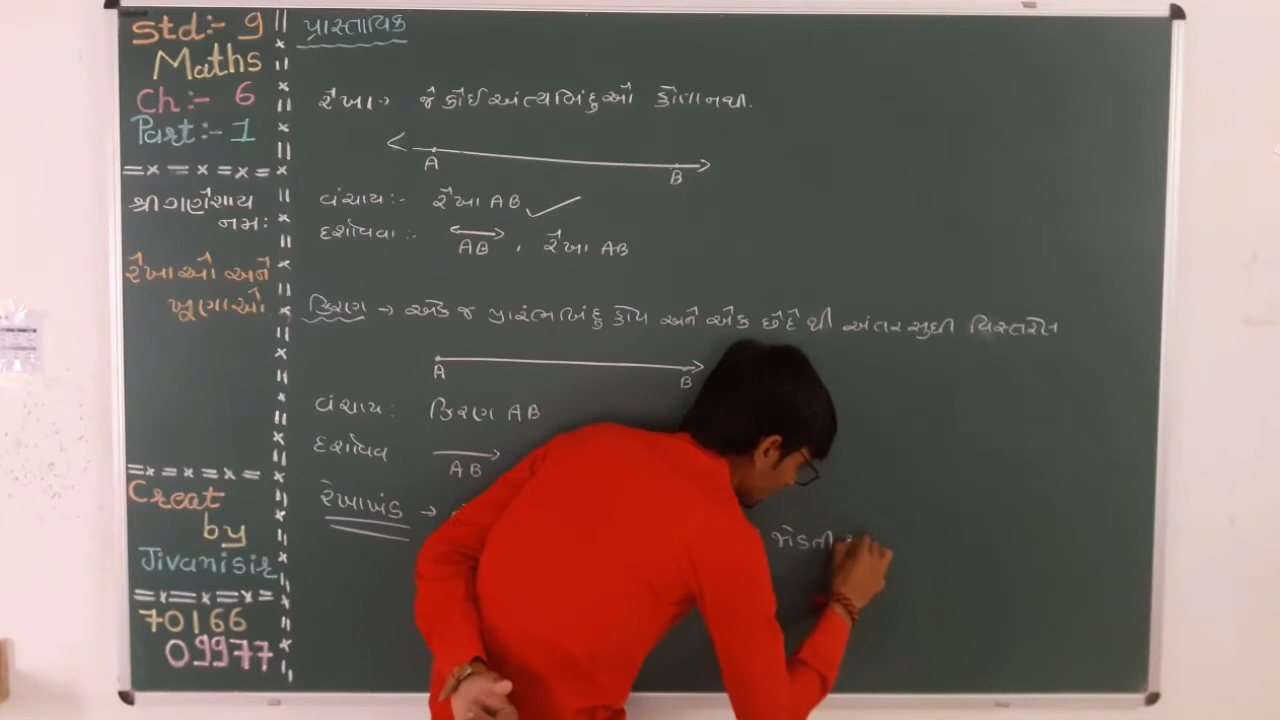 Std:- 9
Maths
Ch:- 6
Part:- 1
શ્રી ગણેશાય
નમઃ
રેખાઓ અને
ખૂણાઓ
Creat
by
Jivanisir
70166
09977
પ્રાસ્તાવિક
રેખા:- જે કોઈ અંત્યબિંદુઓ હોતા નથી.
A B
વંચાય:- રેખા AB
દર્શાવવા:- AB , રેખા AB
કિરણ → એક જ પ્રારંભબિંદુ હોય અને એક છેદે થી અંતર સુધી વિસ્તરેલ
A B
વંચાય: કિરણ AB
દર્શાવવ AB
રેખાખંડ →
જોડતી